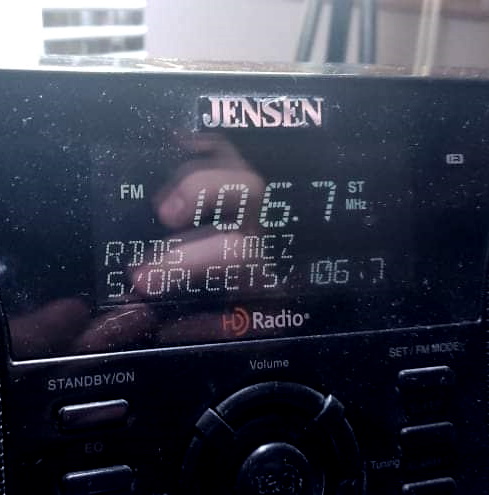 JENSEN
FM 106.7 ST
MHz
RBDS KMEZ
S/ORLEETS/106.7
HD Radio®
SET / FM MODE
Volume
STANDBY/ON
EQ
Tuning